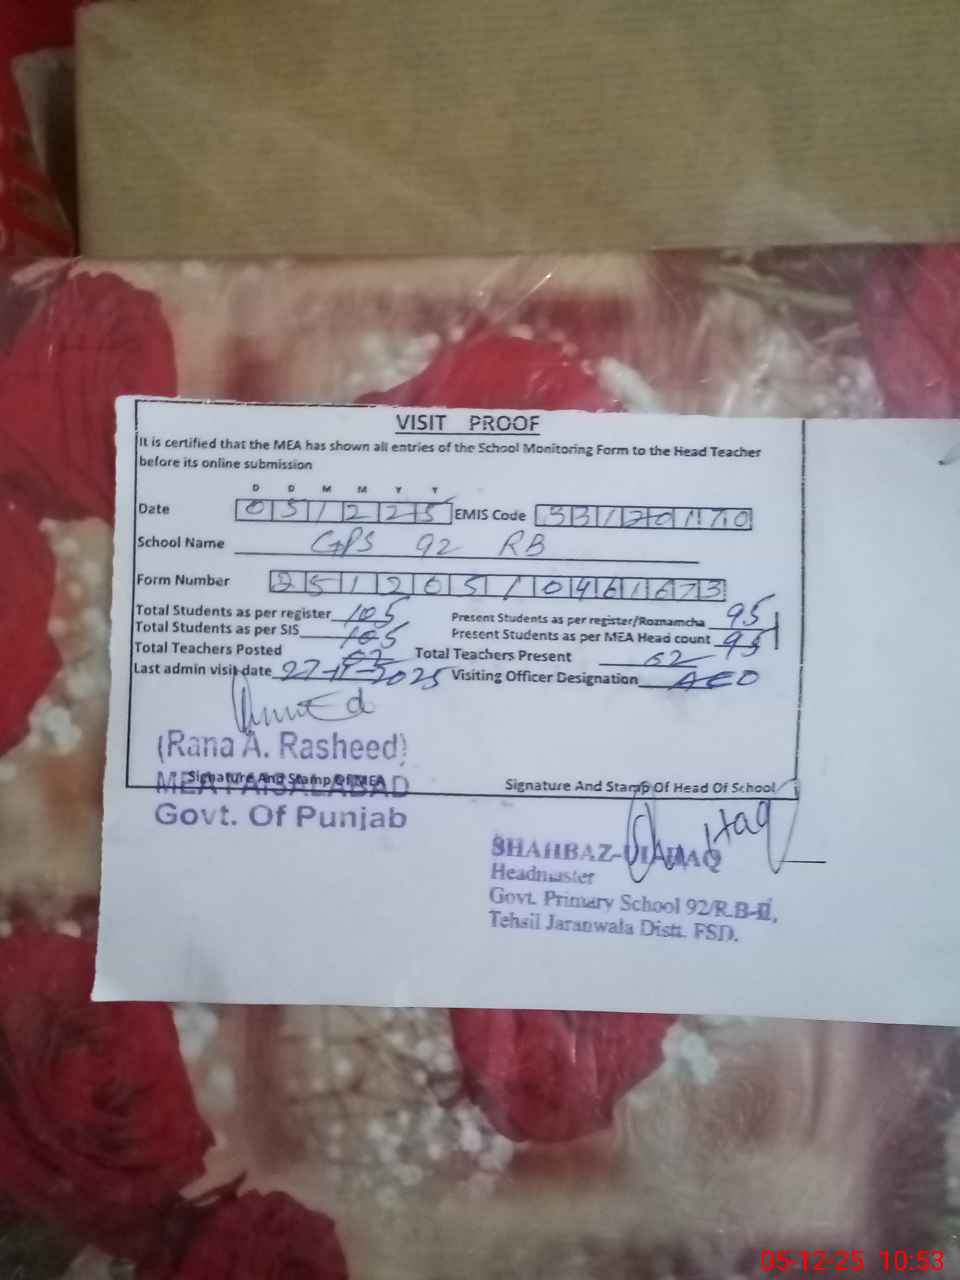 VISIT PROOF
It is certified that the MEA has shown all entries of the School Monitoring Form to the Head Teacher
before its online submission
D D M M Y Y
Date 0 5 1 2 2 5 EMIS Code 3 3 1 2 0 1 7 0
School Name GPS 92 RB
Form Number 2 5 1 2 0 5 1 0 4 6 1 6 7 3
Total Students as per register 105 Present Students as per register/Roznamcha 95
Total Students as per SIS 105 Present Students as per MEA Head count 95
Total Teachers Posted 02 Total Teachers Present 02
Last admin visit date 27-11-2025 Visiting Officer Designation AEO
(Rana A. Rasheed)
Signature And Stamp Of MEA Signature And Stamp Of Head Of School
MEA FAISALABAD
Govt. Of Punjab
SHAHBAZ-UL-HAQ
Headmaster
Govt. Primary School 92/R.B-II,
Tehsil Jaranwala Distt. FSD.
05-12-25 10:53